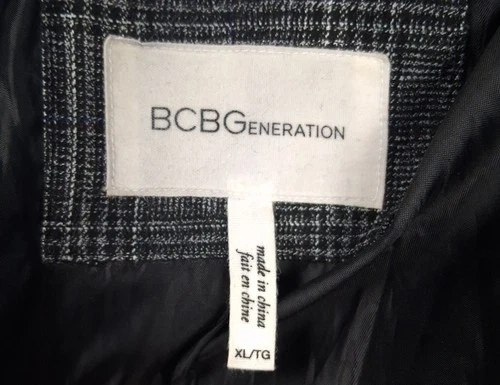 BCBGENERATION
made in china
fait en chine
XL/TG